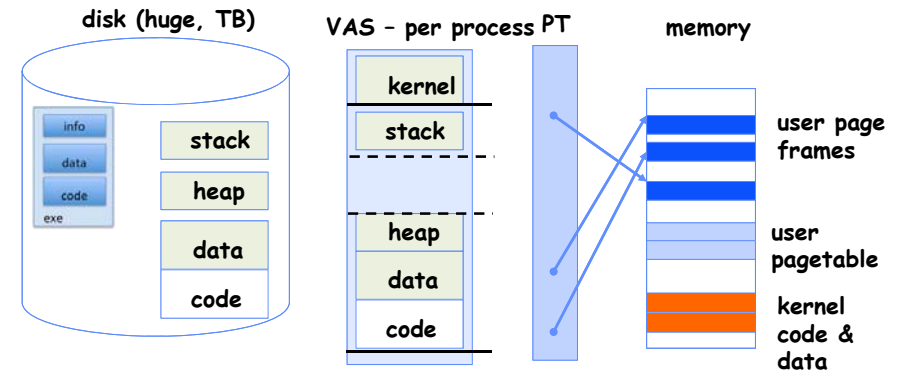 disk (huge, TB)
info
data
code
exe
stack
heap
data
code
VAS – per process
kernel
stack
heap
data
code
PT
memory
user page
frames
user
pagetable
kernel
code &
data